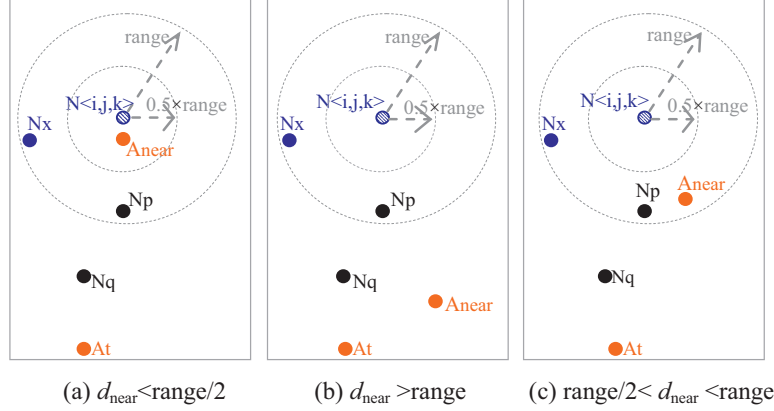 range
N<i,j,k>
0.5×range
Nx
Anear
Np
Nq
At
(a) dnear<range/2
range
N<i,j,k>
0.5×range
Nx
Np
Nq
Anear
At
(b) dnear >range
range
N<i,j,k>
0.5×range
Nx
Anear
Np
Nq
At
(c) range/2< dnear <range